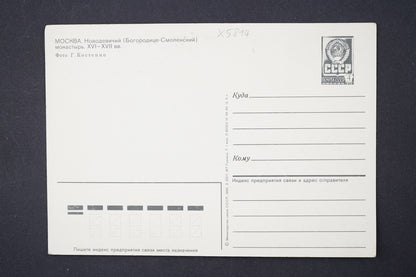 МОСКВА. Новодевичий (Богородице-Смоленский)
монастырь. XVI–XVII вв.
Фото Г. Костенко
X5814
СССР
Куда
Кому
Индекс предприятия связи и адрес отправителя
Пишите индекс предприятия связи места назначения